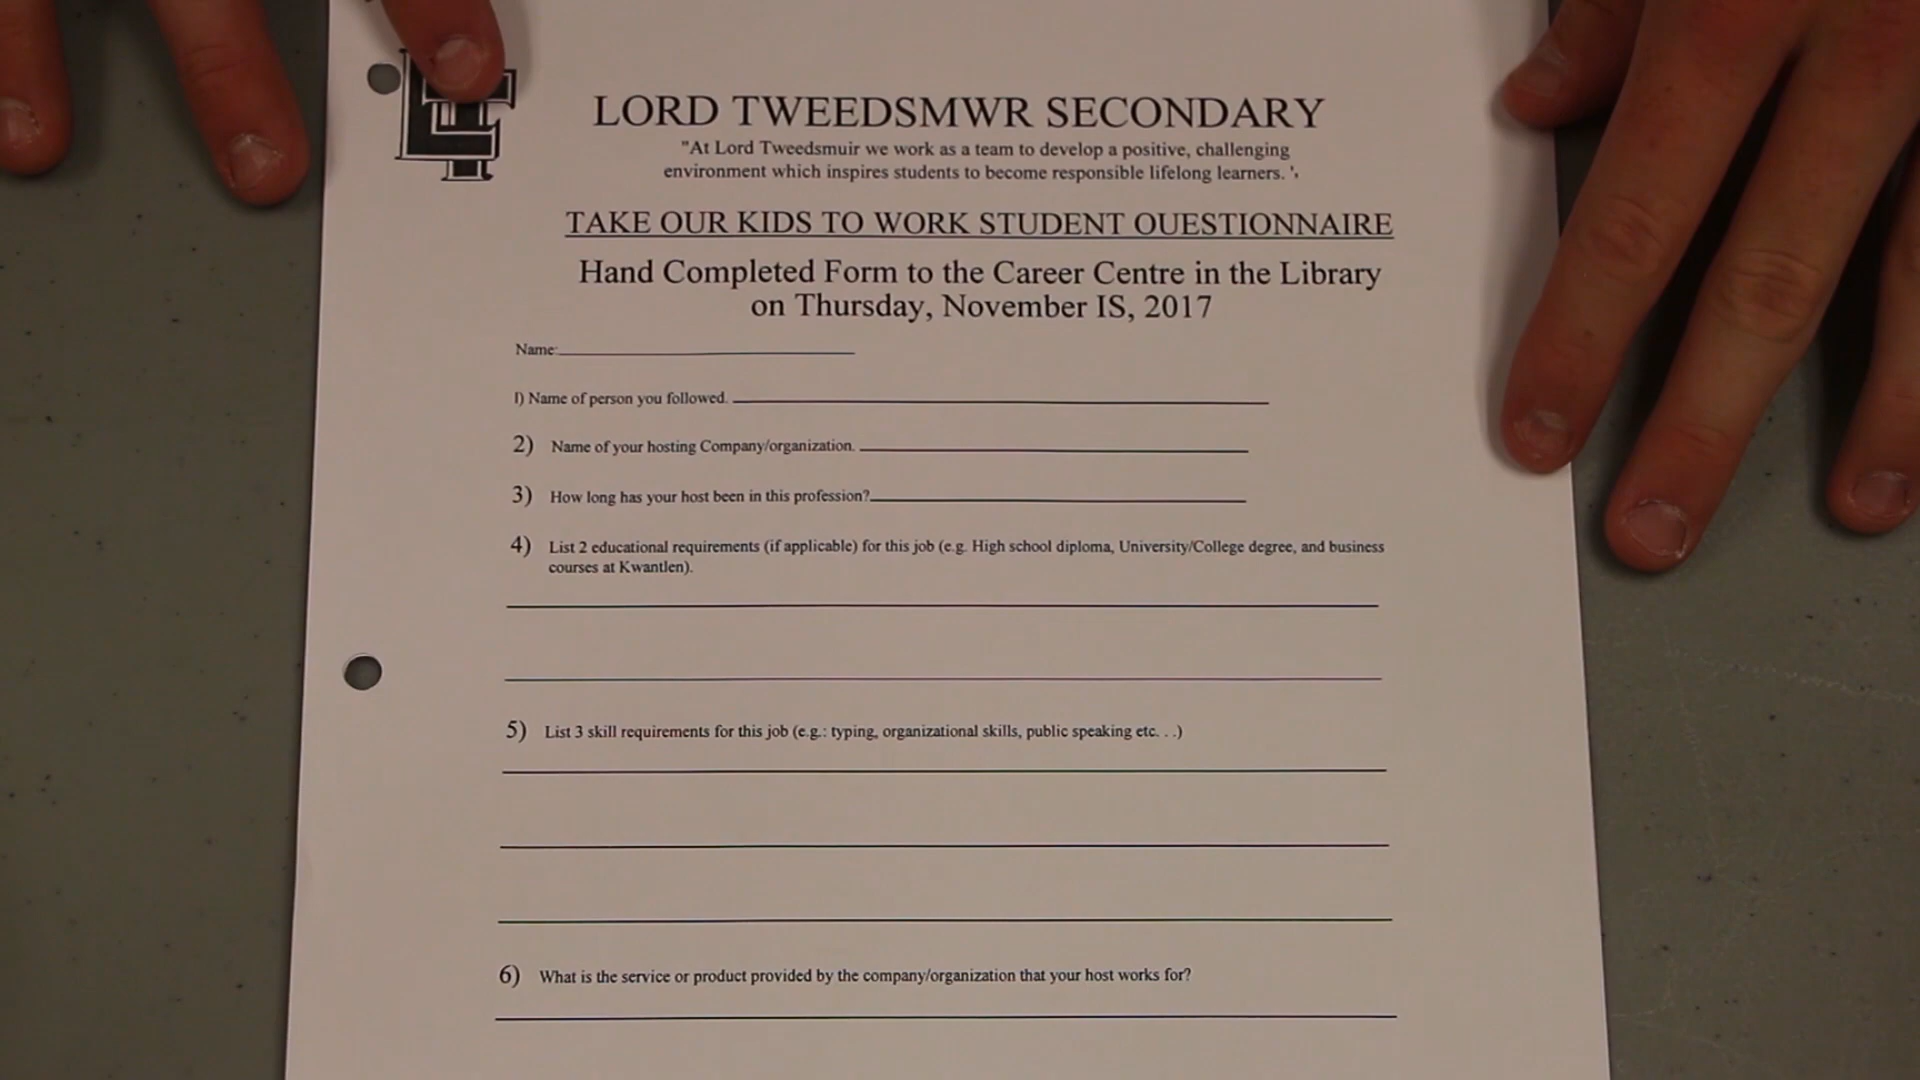 LORD TWEEDSMWR SECONDARY
"At Lord Tweedsmuir we work as a team to develop a positive, challenging
environment which inspires students to become responsible lifelong learners. ',
TAKE OUR KIDS TO WORK STUDENT OUESTIONNAIRE
Hand Completed Form to the Career Centre in the Library
on Thursday, November IS, 2017
Name:
l) Name of person you followed.
2) Name of your hosting Company/organization.
3) How long has your host been in this profession?
4) List 2 educational requirements (if applicable) for this job (e.g. High school diploma, University/College degree, and business
courses at Kwantlen).
5) List 3 skill requirements for this job (e.g.: typing, organizational skills, public speaking etc. . .)
6) What is the service or product provided by the company/organization that your host works for?